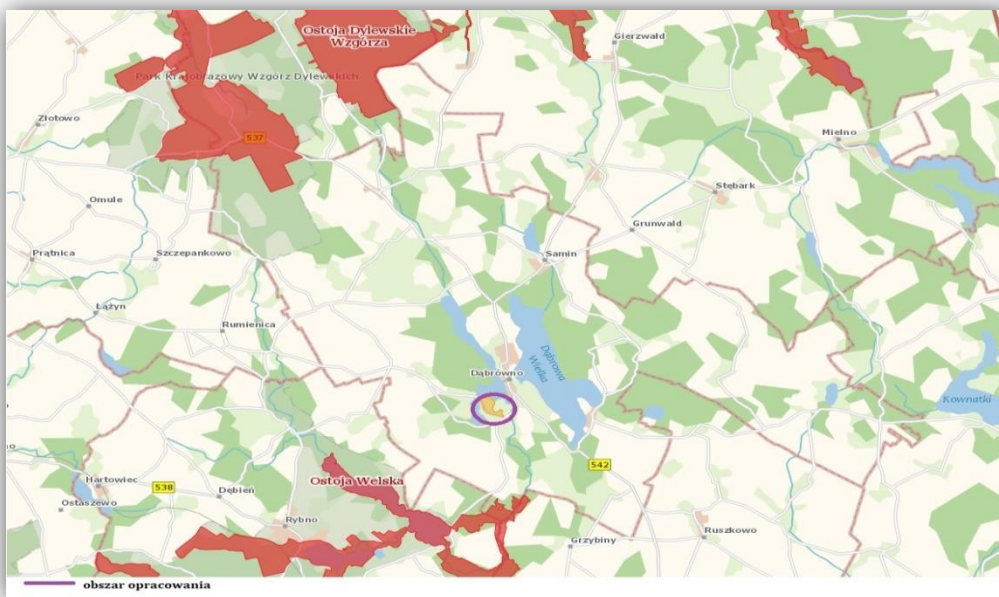 Ostoja Dylewskie
Wzgórza
Gierzwałd
Park Krajobrazowy Wzgórz Dylewskich
Złotowo
537
Mielno
Stębark
Omule
Grunwald
Prątnica
Szczepankowo
Samin
Łążyn
Rumienica
Dąbrowa
Wielka
Dąbrówno
Kownatki
542
Ostoja Welska
Hartowiec
538
Dębień
Ostaszewo
Rybno
Ruszkowo
Grzybiny
obszar opracowania